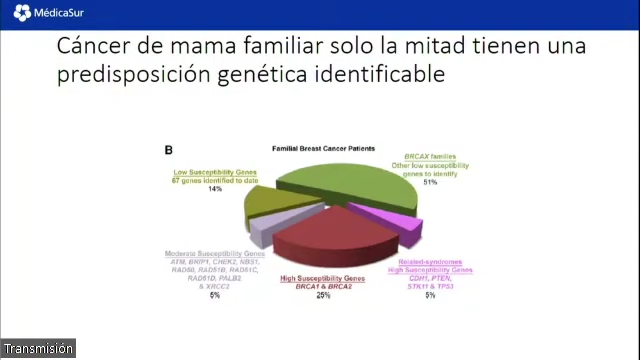 MédicaSur
Cáncer de mama familiar solo la mitad tienen una
predisposición genética identificable
B
Familial Breast Cancer Patients
BRCAX families
Other low susceptibility
genes to identify
51%
Low Susceptibility Genes
67 genes identified to date
14%
Moderate Susceptibility Genes
ATM, BRIP1, CHEK2, NBS1,
RAD50, RAD51B, RAD51C,
RAD51D, PALB2
& XRCC2
5%
High Susceptibility Genes
BRCA1 & BRCA2
25%
Related-syndromes
High Susceptibility Genes
CDH1, PTEN,
STK11 & TP53
5%
Transmisión